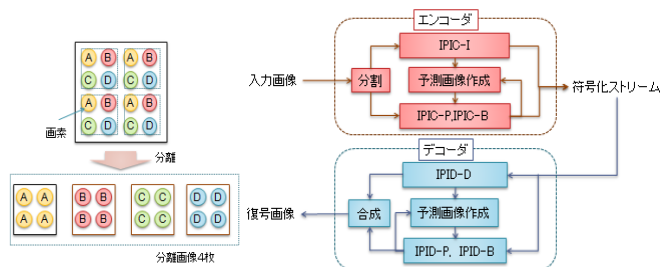 A B A B
C D C D
A B A B
C D C D
画素
分離
A A B B C C D D
A A B B C C D D
分離画像4枚
エンコーダ
IPIC-I
入力画像
分割
予測画像作成
符号化ストリーム
IPIC-P,IPIC-B
デコーダ
IPID-D
復号画像
合成
予測画像作成
IPID-P, IPID-B